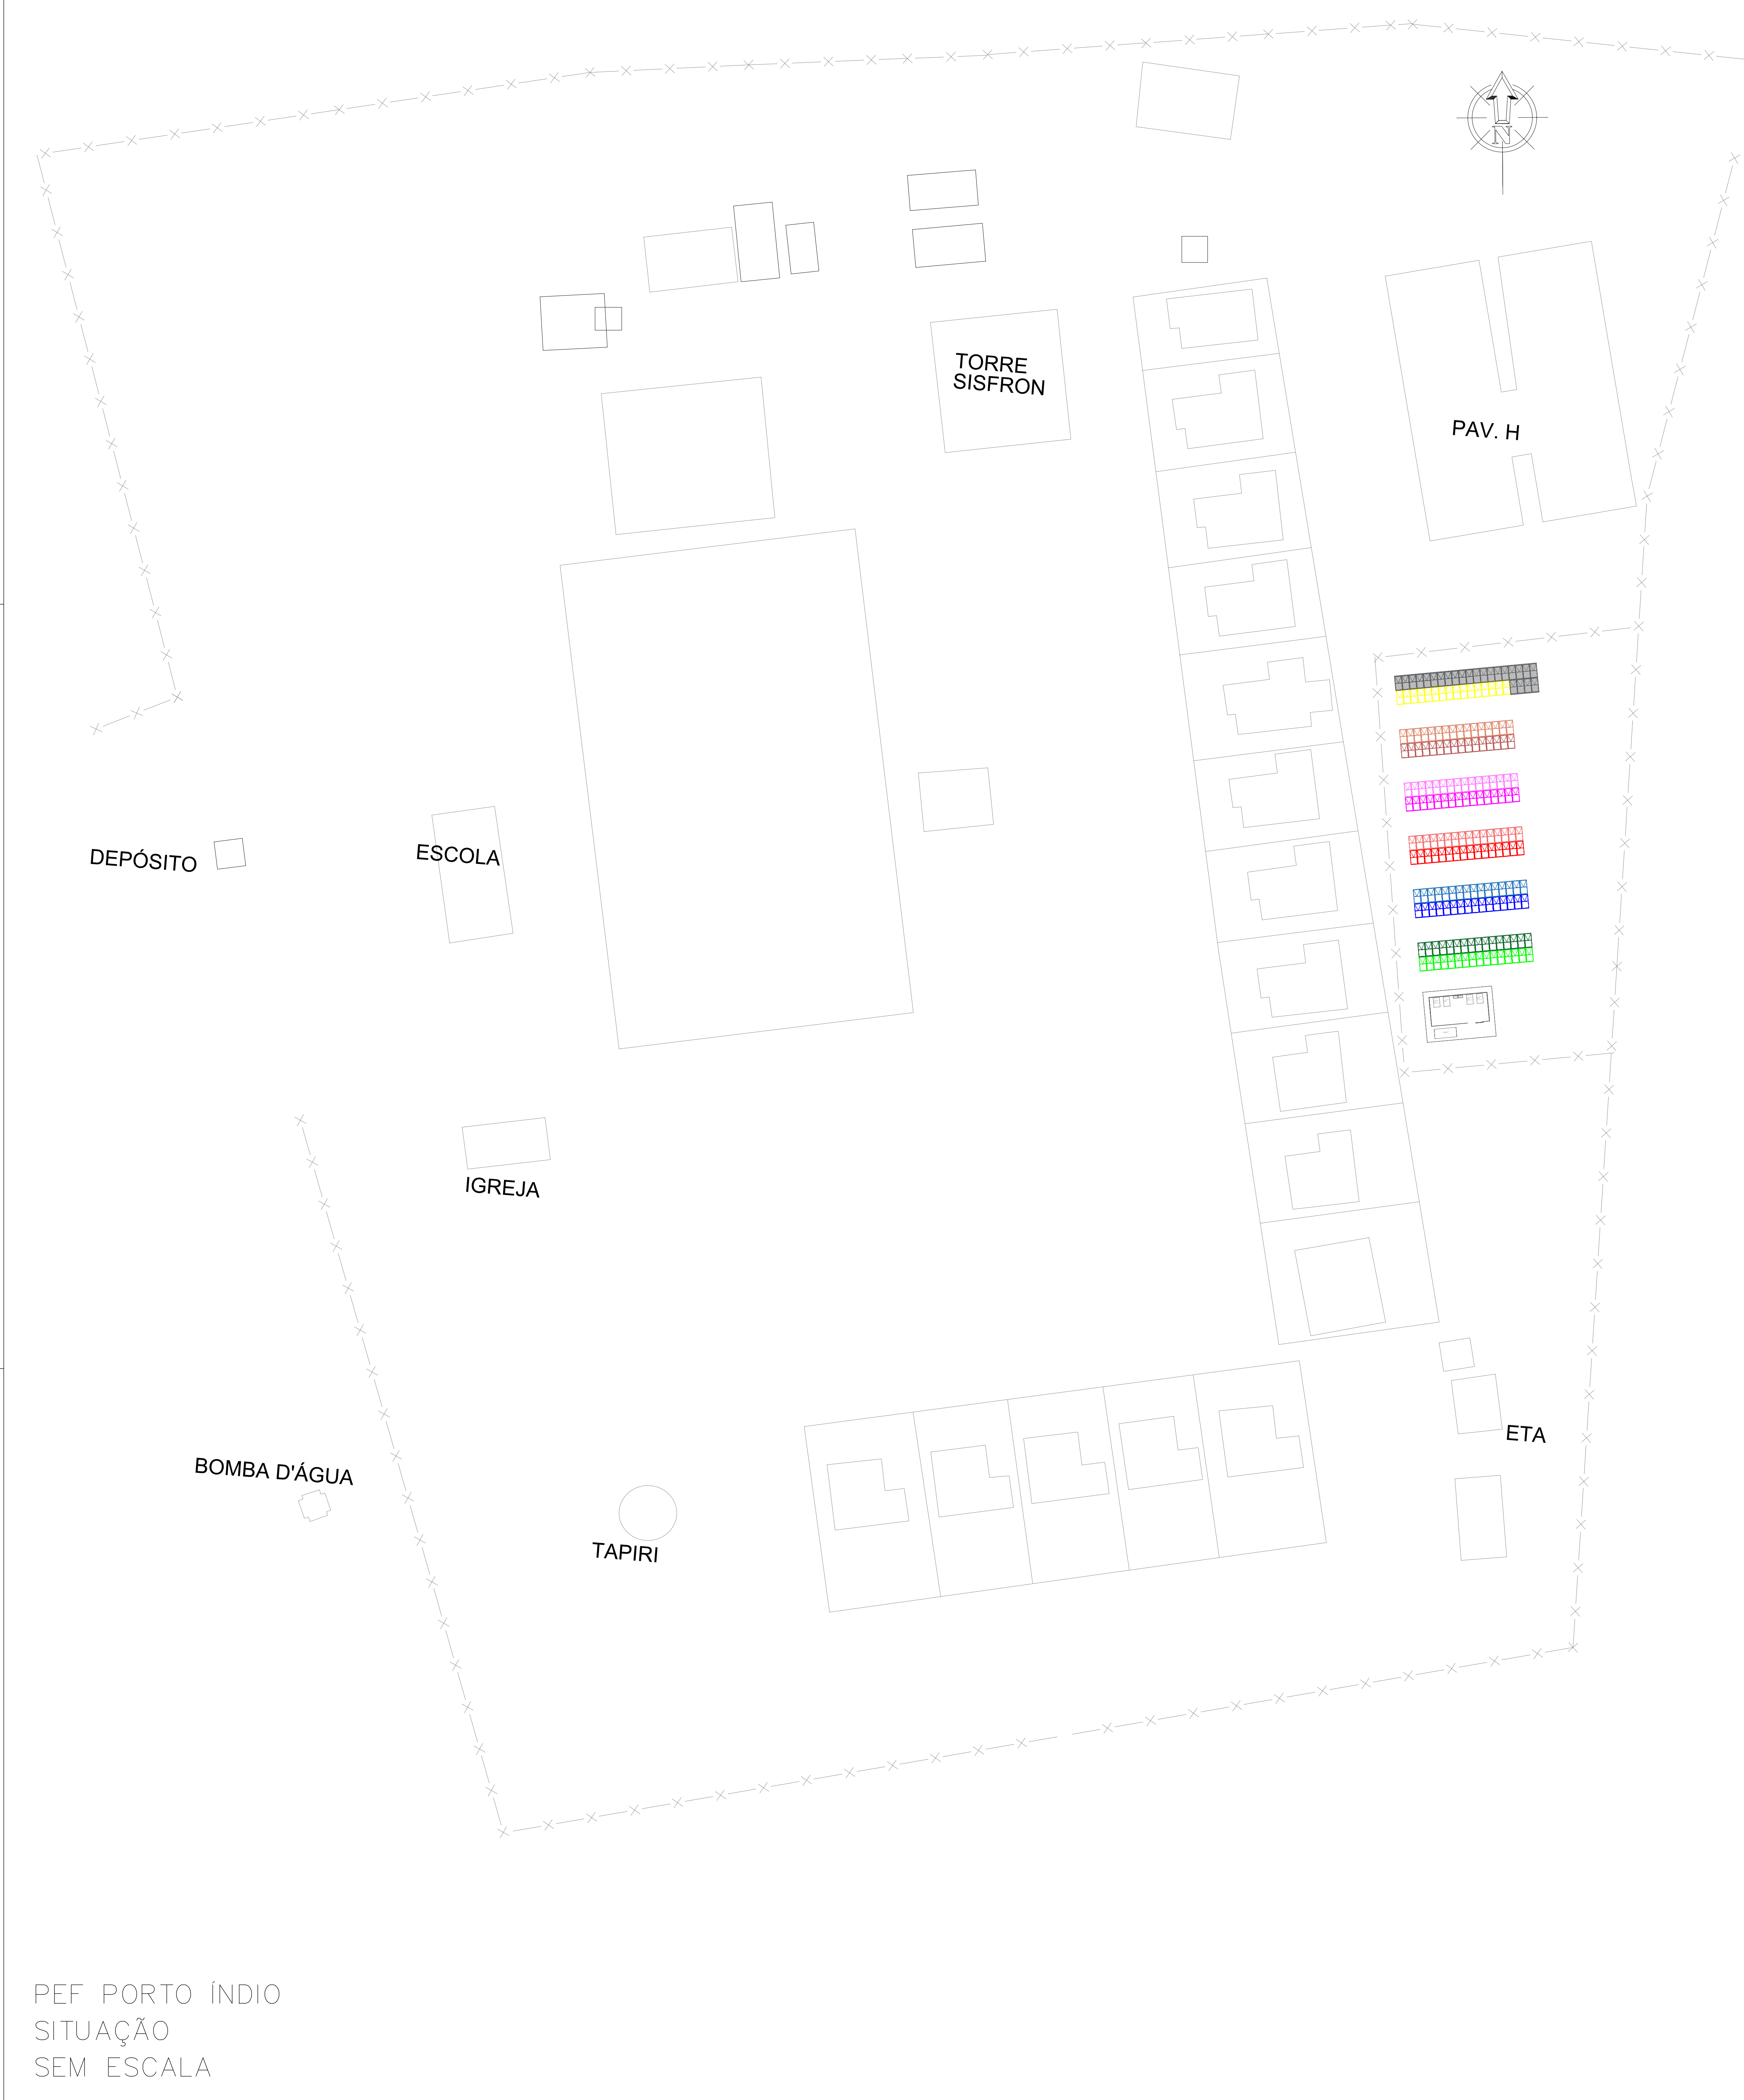 N
TORRE
SISFRON
PAV. H
DEPÓSITO
ESCOLA
IGREJA
BOMBA D'ÁGUA
TAPIRI
ETA
PEF PORTO ÍNDIO
SITUAÇÃO
SEM ESCALA